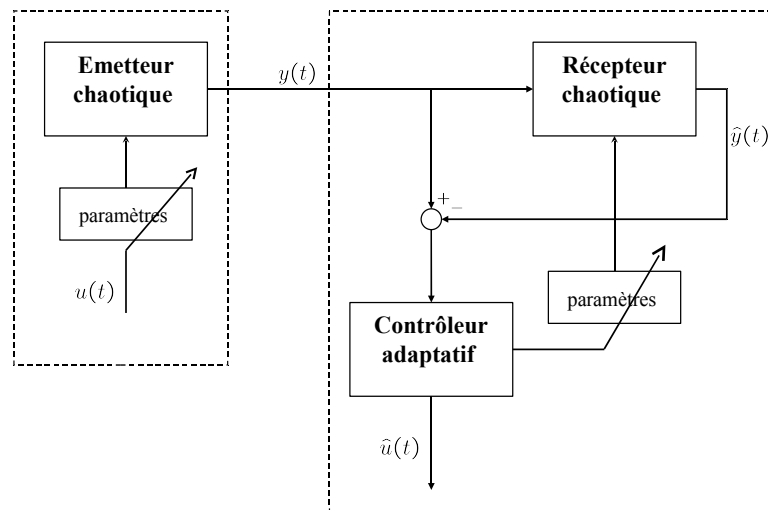 Emetteur
chaotique
y(t)
Récepteur
chaotique
ŷ(t)
+
−
paramètres
u(t)
paramètres
Contrôleur
adaptatif
û(t)